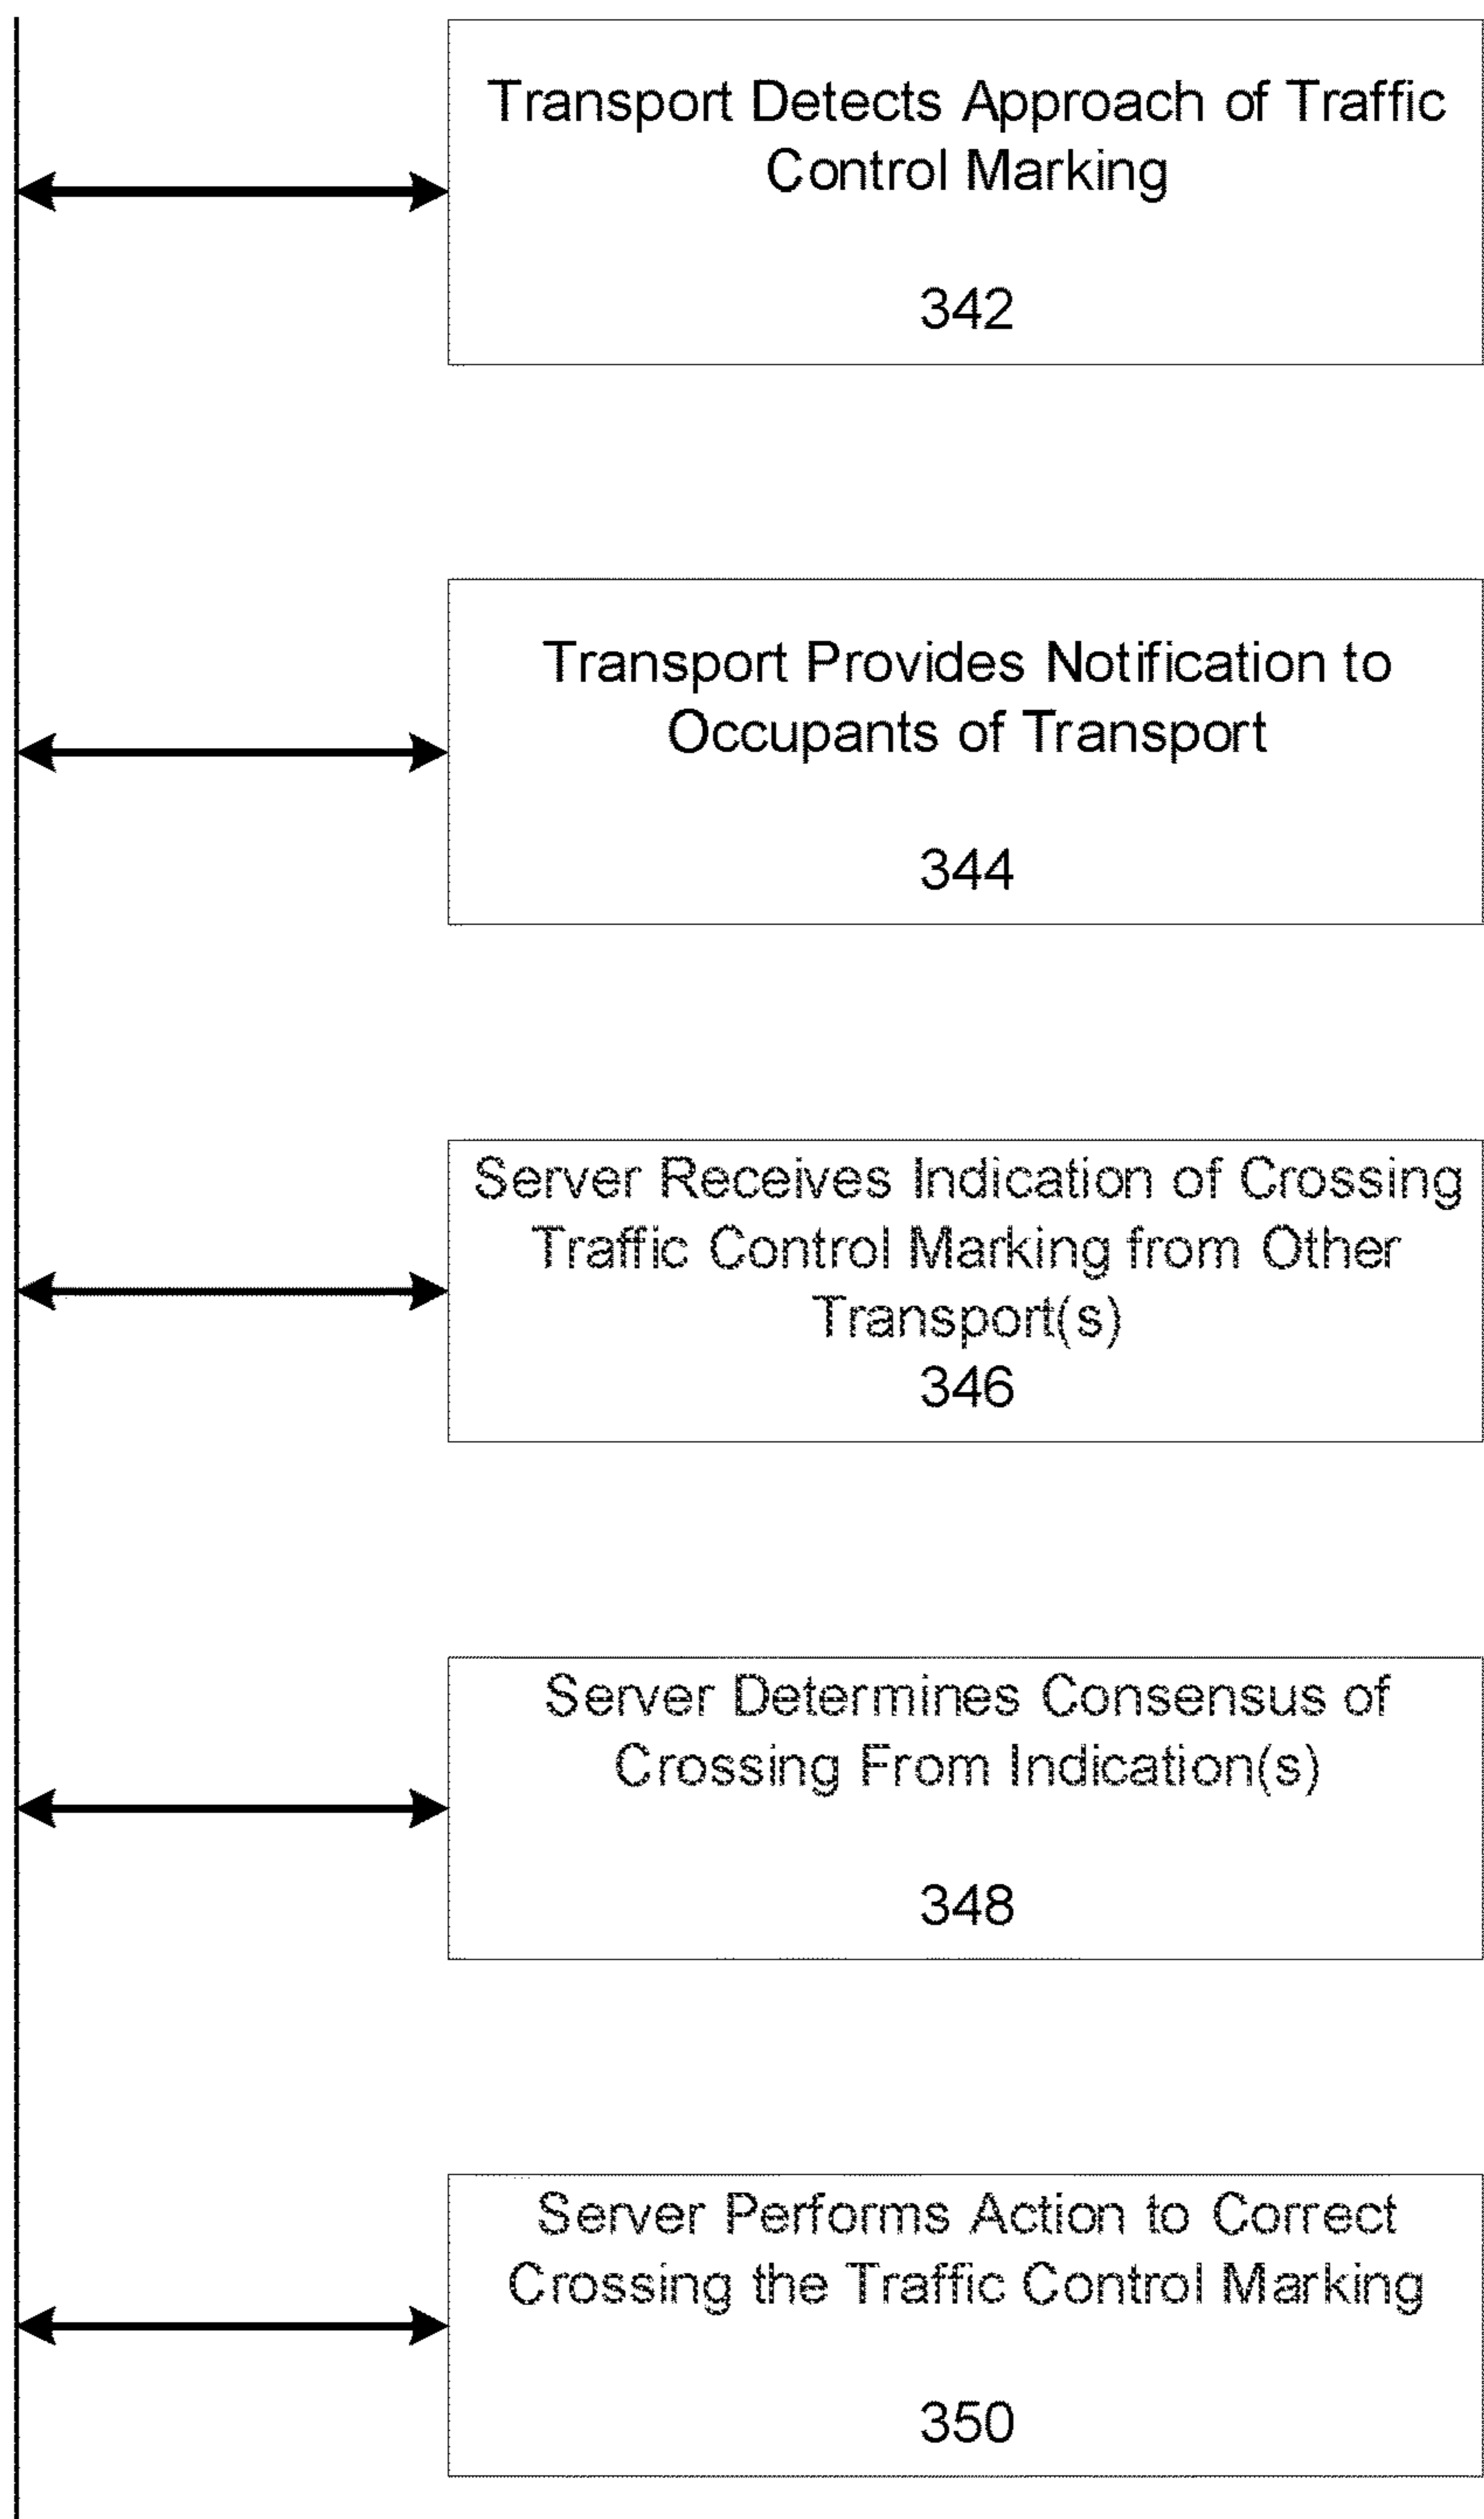 Transport Detects Approach of Traffic
Control Marking
342
Transport Provides Notification to
Occupants of Transport
344
Server Receives Indication of Crossing
Traffic Control Marking from Other
Transport(s)
346
Server Determines Consensus of
Crossing From Indication(s)
348
Server Performs Action to Correct
Crossing the Traffic Control Marking
350